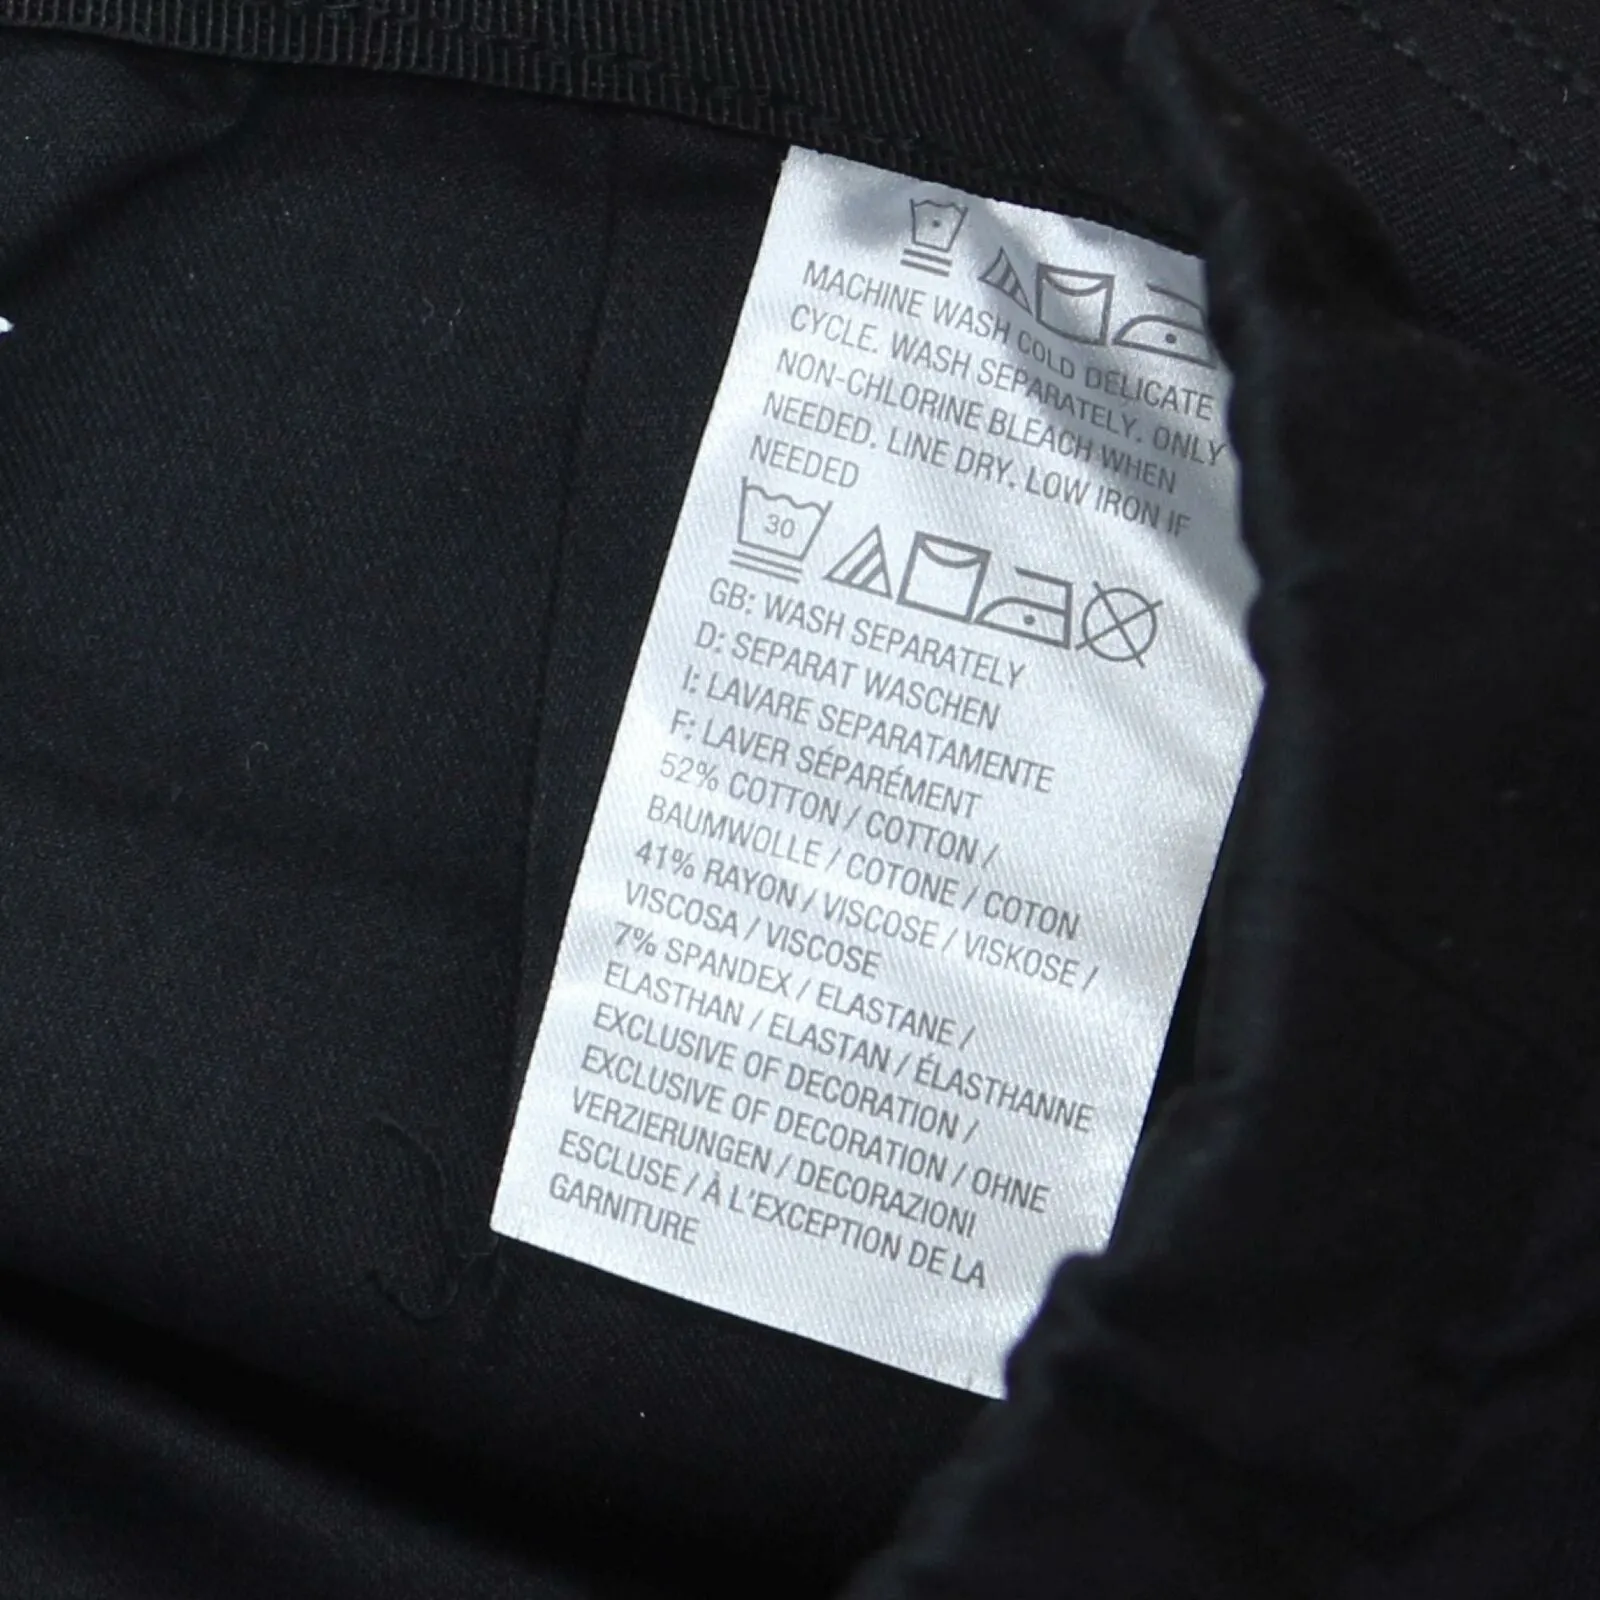 MACHINE WASH COLD DELICATE
CYCLE. WASH SEPARATELY. ONLY
NON-CHLORINE BLEACH WHEN
NEEDED. LINE DRY. LOW IRON IF
NEEDED
30
GB: WASH SEPARATELY
D: SEPARAT WASCHEN
I: LAVARE SEPARATAMENTE
F: LAVER SÉPARÉMENT
52% COTTON / COTTON /
BAUMWOLLE / COTONE / COTON
41% RAYON / VISCOSE / VISKOSE /
VISCOSA / VISCOSE
7% SPANDEX / ELASTANE /
ELASTHAN / ELASTAN / ÉLASTHANNE
EXCLUSIVE OF DECORATION /
EXCLUSIVE OF DECORATION / OHNE
VERZIERUNGEN / DECORAZIONI
ESCLUSE / À L'EXCEPTION DE LA
GARNITURE